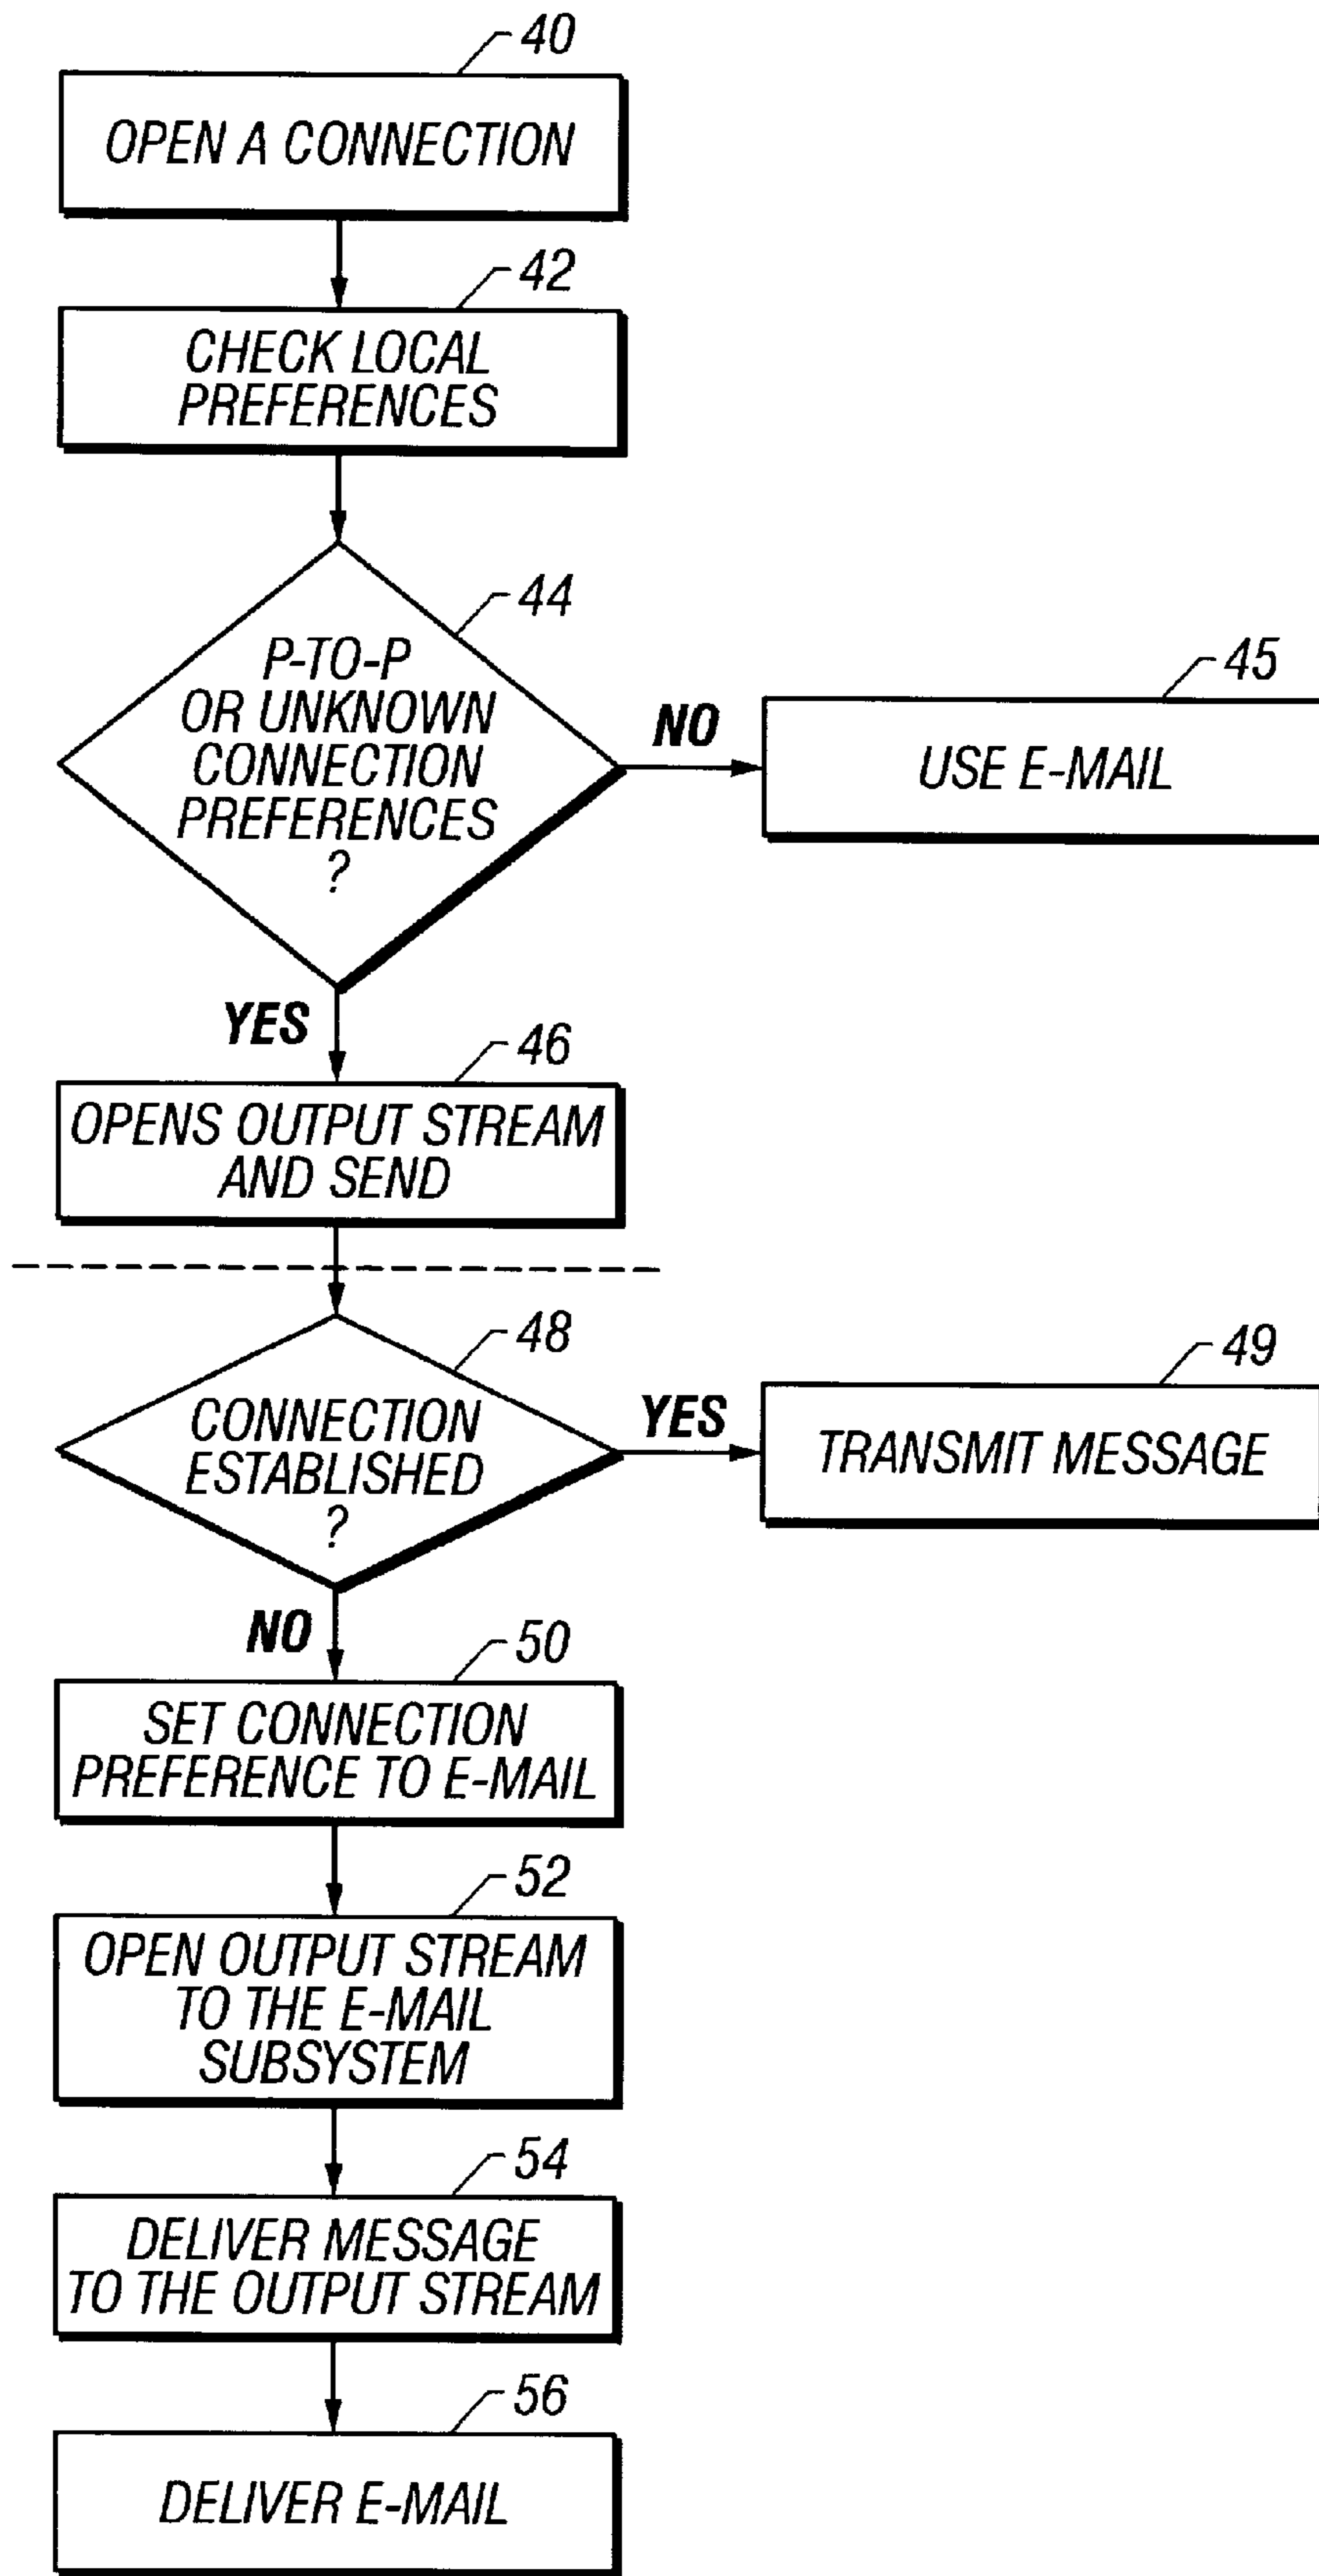 40
OPEN A CONNECTION
42
CHECK LOCAL
PREFERENCES
44
P-TO-P
OR UNKNOWN
CONNECTION
PREFERENCES
?
NO
45
USE E-MAIL
YES
46
OPENS OUTPUT STREAM
AND SEND
48
CONNECTION
ESTABLISHED
?
YES
49
TRANSMIT MESSAGE
NO
50
SET CONNECTION
PREFERENCE TO E-MAIL
52
OPEN OUTPUT STREAM
TO THE E-MAIL
SUBSYSTEM
54
DELIVER MESSAGE
TO THE OUTPUT STREAM
56
DELIVER E-MAIL